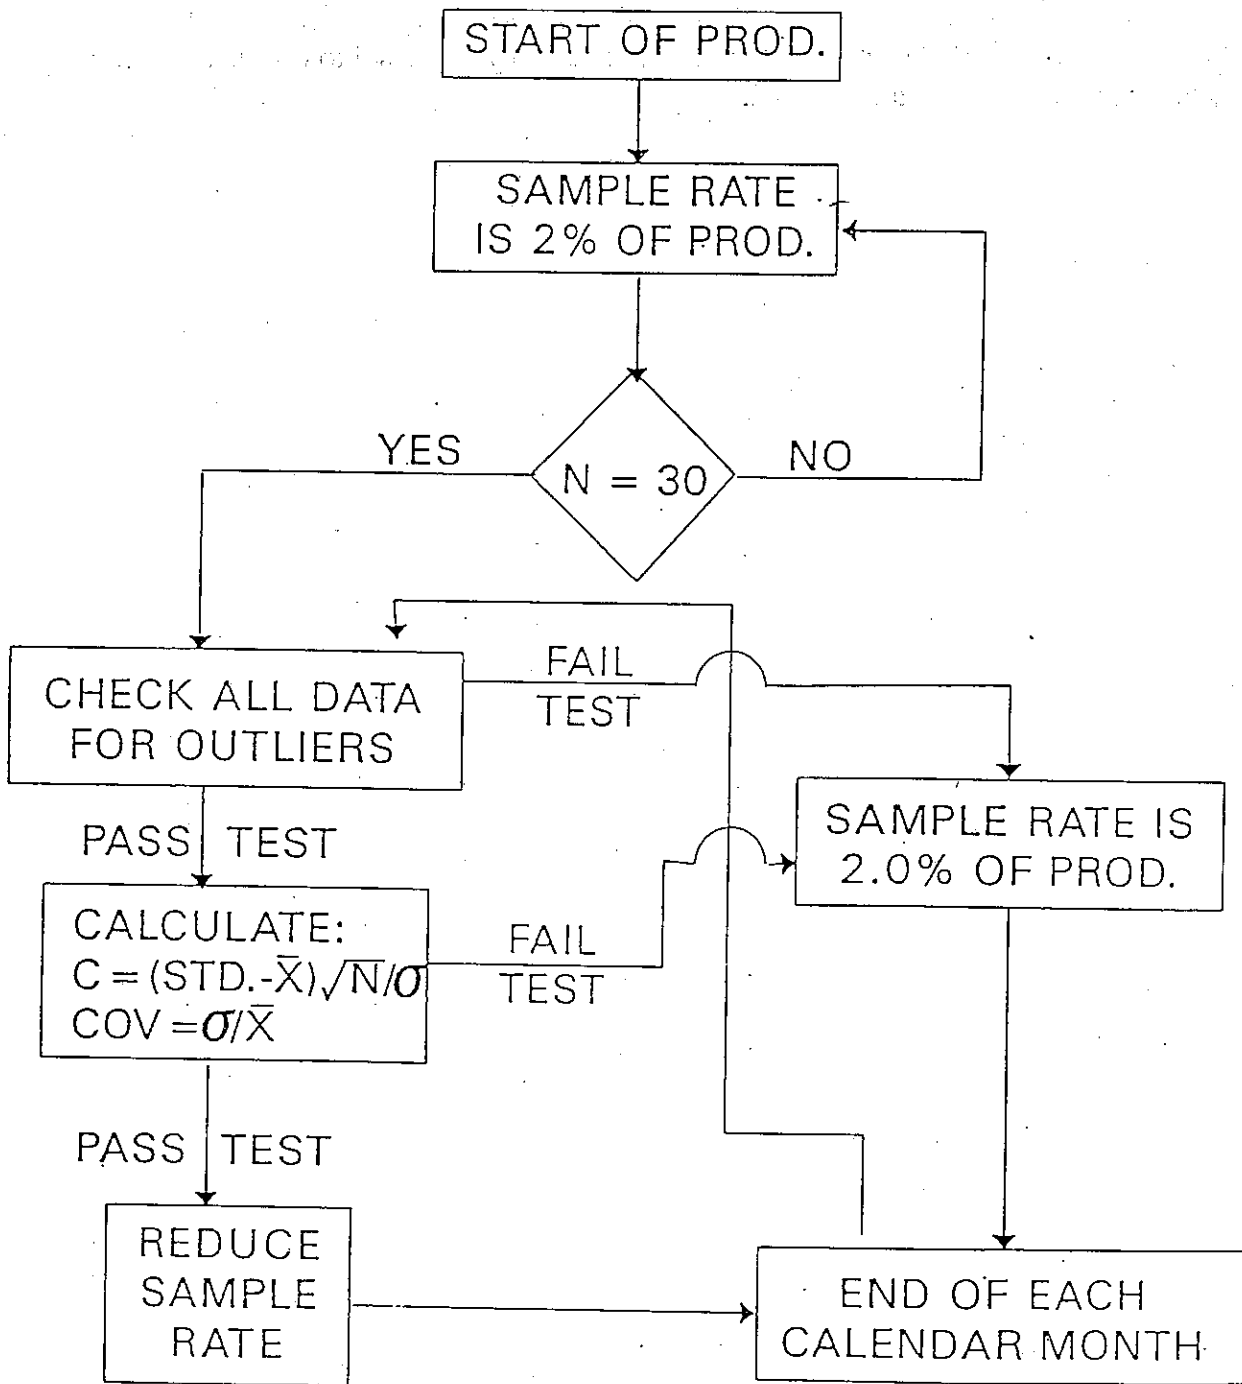 START OF PROD.
SAMPLE RATE
IS 2% OF PROD.
YES
NO
N = 30
CHECK ALL DATA
FOR OUTLIERS
FAIL
TEST
PASS TEST
SAMPLE RATE IS
2.0% OF PROD.
CALCULATE:
C = (STD.-X̄)√N/σ
COV = σ/X̄
FAIL
TEST
PASS TEST
REDUCE
SAMPLE
RATE
END OF EACH
CALENDAR MONTH